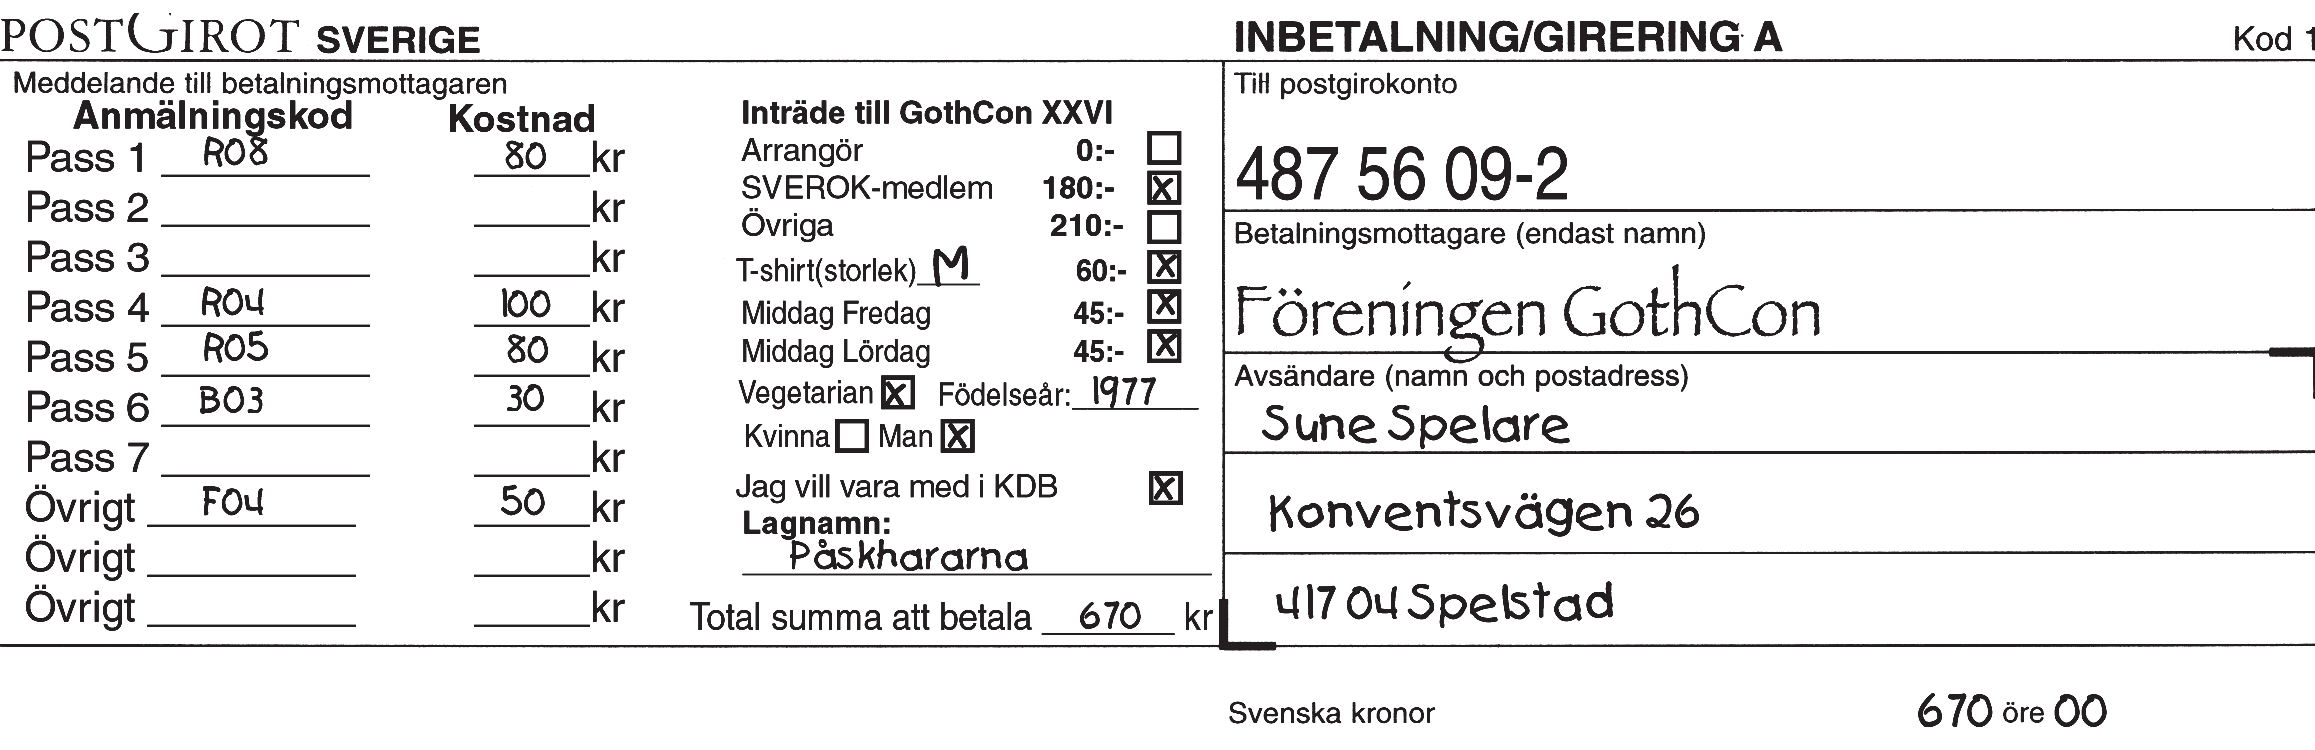 POSTGIROT SVERIGE
Meddelande till betalningsmottagaren
Anmälningskod Kostnad
Pass 1 R08 80 kr
Pass 2 kr
Pass 3 kr
Pass 4 R04 100 kr
Pass 5 R05 80 kr
Pass 6 B03 30 kr
Pass 7 kr
Övrigt F04 50 kr
Övrigt kr
Övrigt kr
Inträde till GothCon XXVI
Arrangör 0:-
SVEROK-medlem 180:- X
Övriga 210:-
T-shirt(storlek) M 60:- X
Middag Fredag 45:- X
Middag Lördag 45:- X
Vegetarian X Födelseår: 1977
Kvinna Man X
Jag vill vara med i KDB X
Lagnamn:
Påskhararna
Total summa att betala 670 kr
INBETALNING/GIRERING A Kod 1
Till postgirokonto
487 56 09-2
Betalningsmottagare (endast namn)
Föreningen GothCon
Avsändare (namn och postadress)
Sune Spelare
Konventsvägen 26
417 04 Spelstad
Svenska kronor 670 öre 00